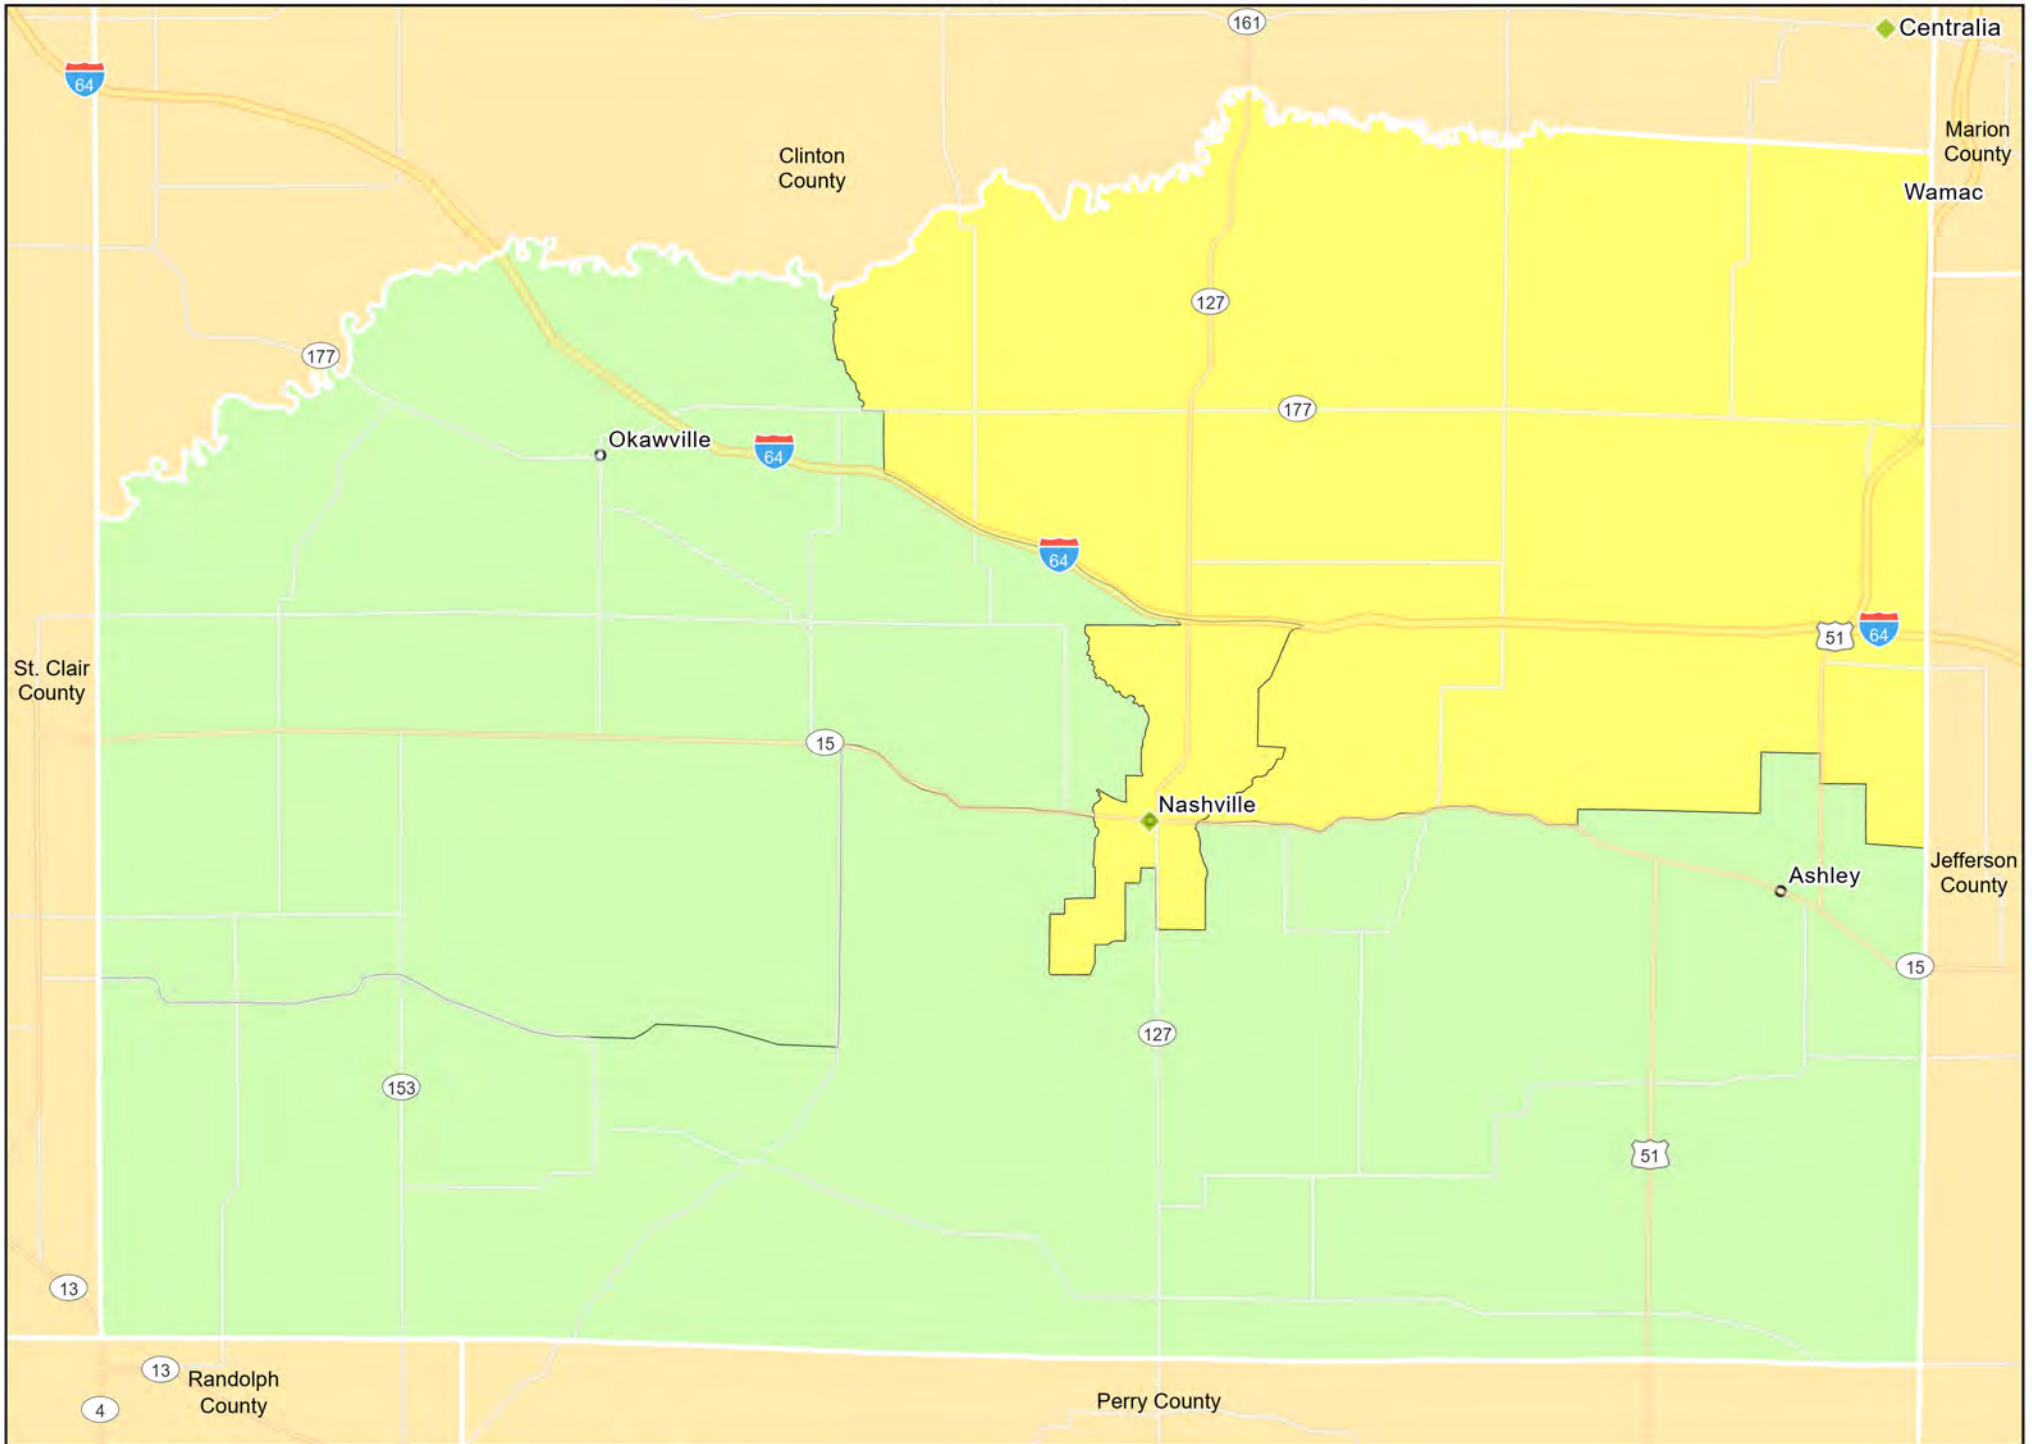 161
Centralia
64
Marion
County
Clinton
County
Wamac
127
177
177
Okawville
64
64
51
64
St. Clair
County
15
Nashville
Jefferson
County
Ashley
15
127
153
51
13
13
Randolph
County
Perry County
4